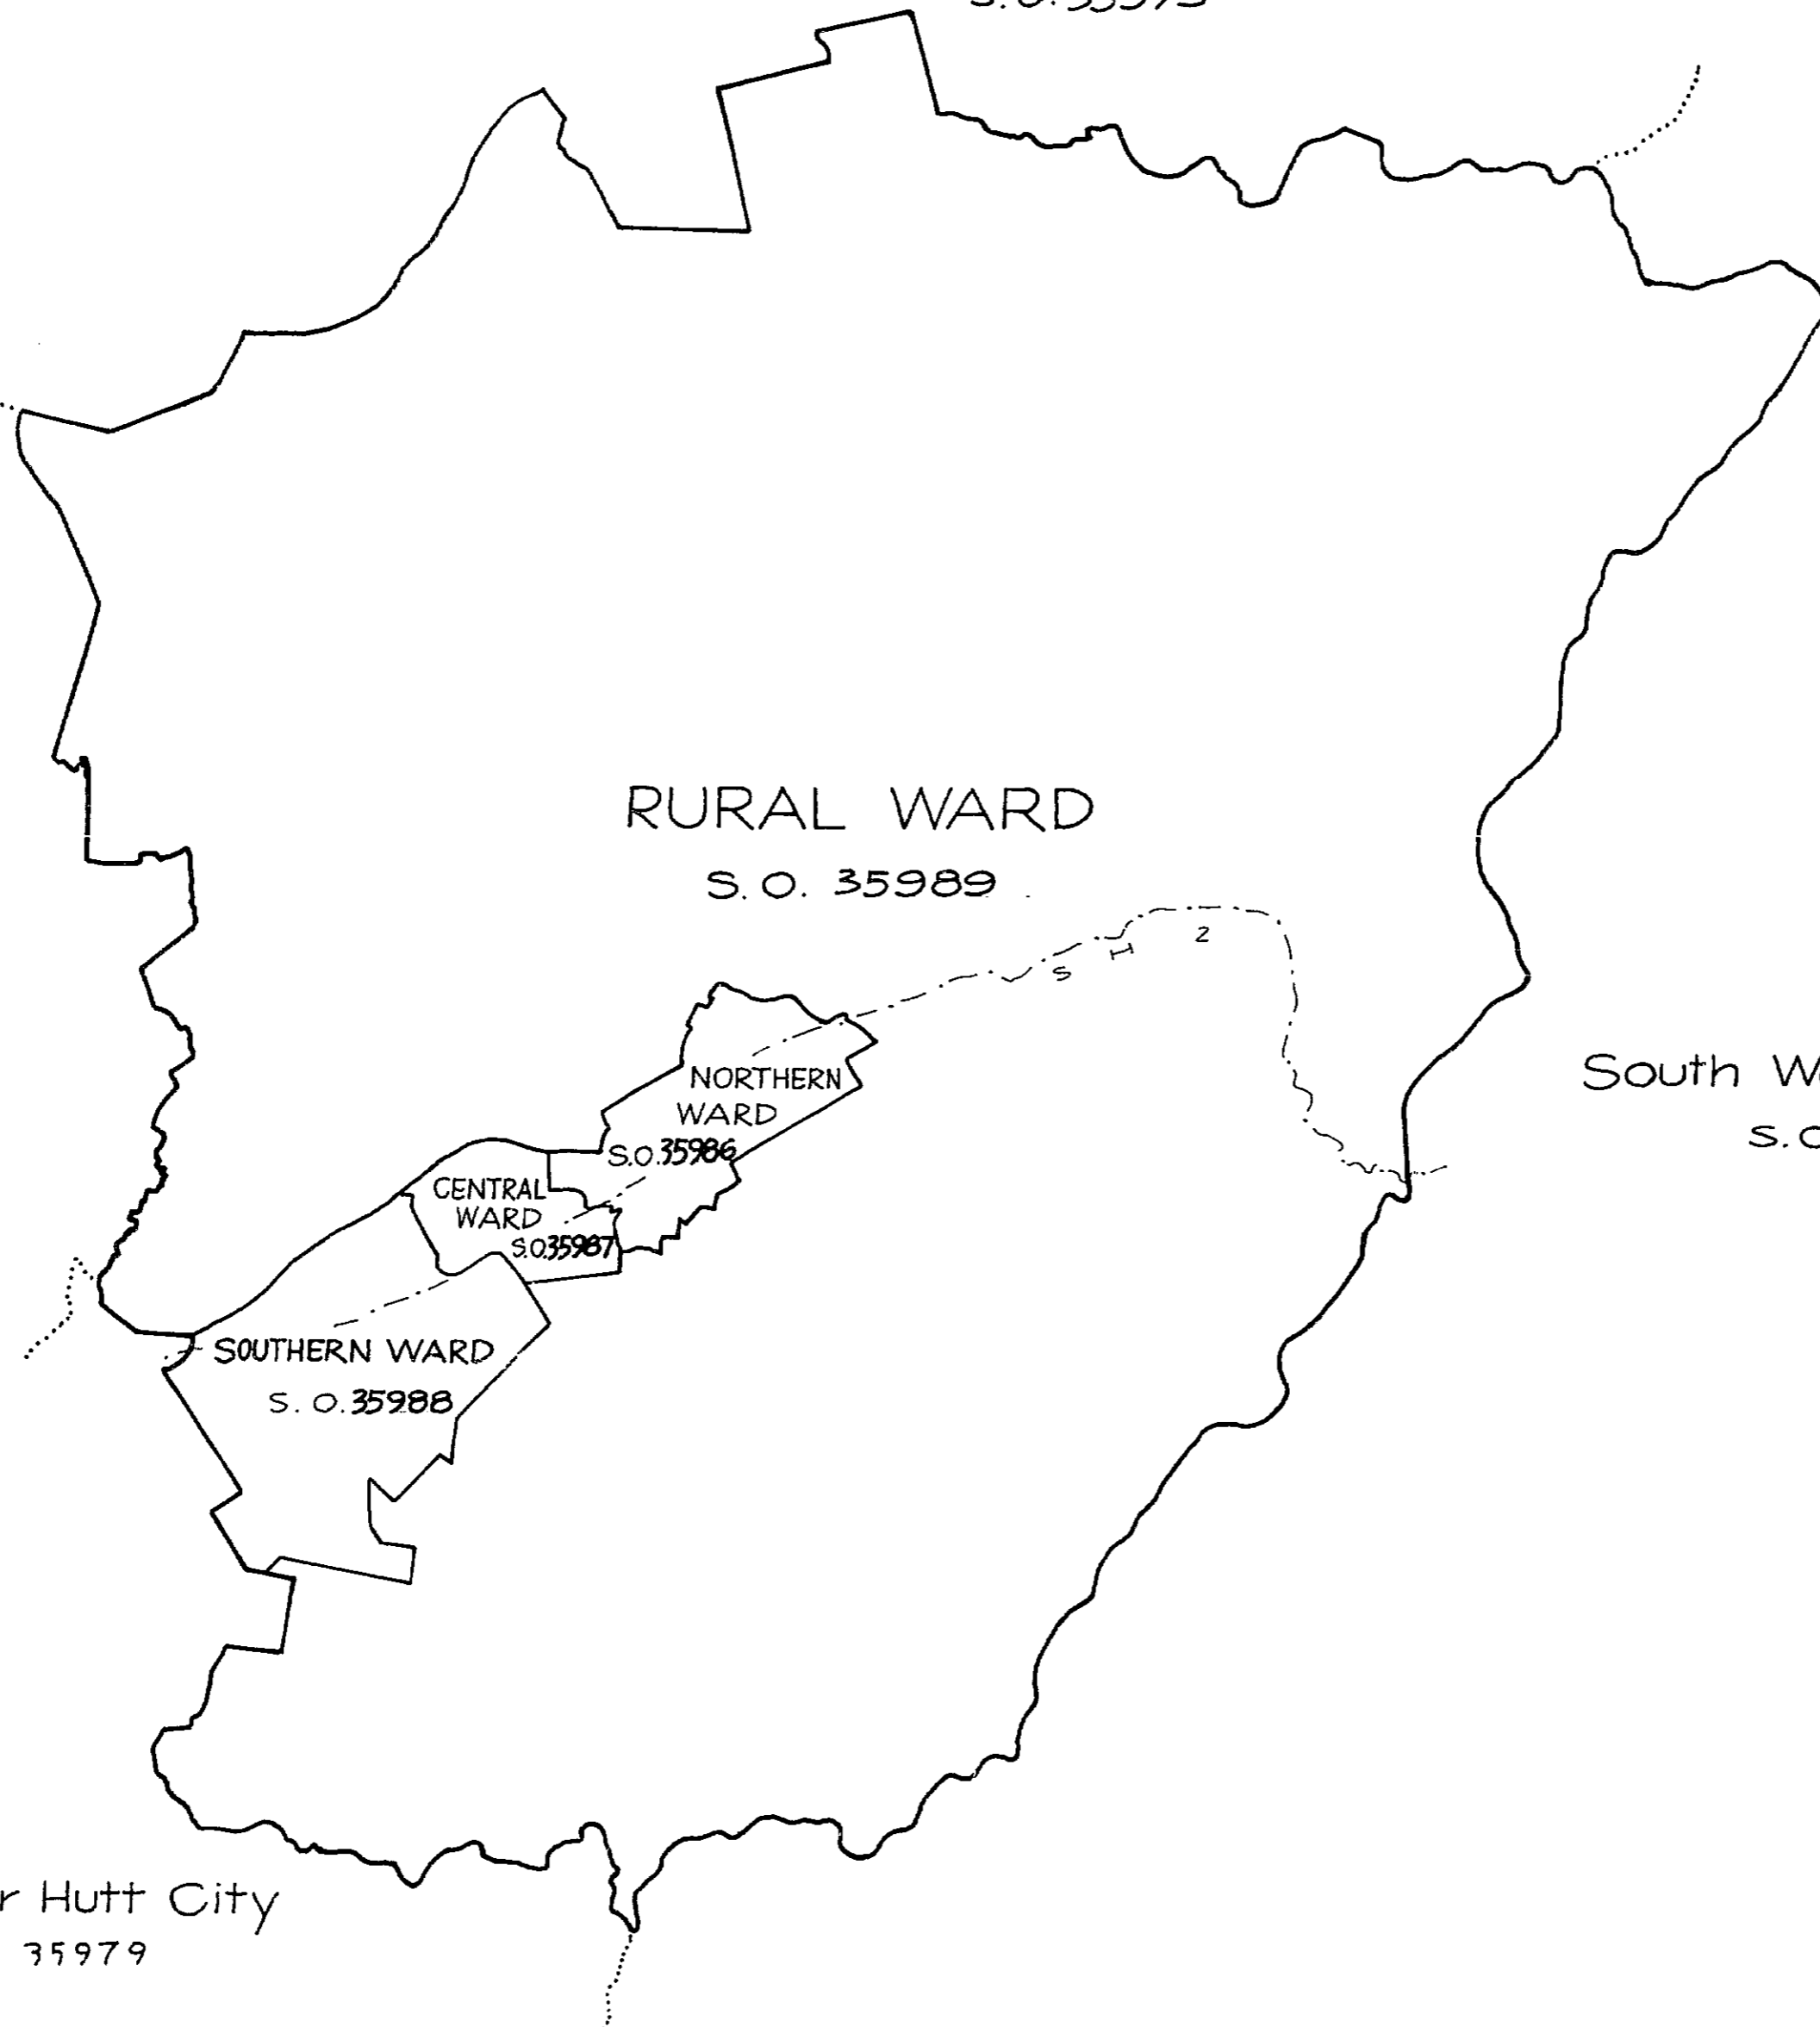 RURAL WARD
S. O. 35989
S H 2
NORTHERN
WARD
S.O.35986
CENTRAL
WARD
S.O.35987
South
SOUTHERN WARD
S. O. 35988
Hutt City
35979